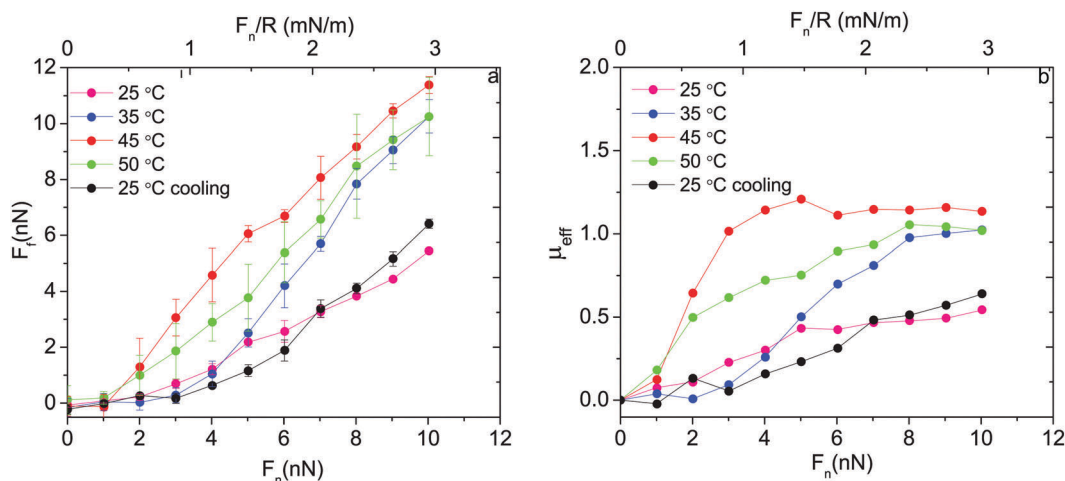 Fₙ/R (mN/m)
0 1 2 3
a
12
10
8
6
4
2
0
F_f(nN)
25 °C
35 °C
45 °C
50 °C
25 °C cooling
0 2 4 6 8 10 12
Fₙ(nN)
Fₙ/R (mN/m)
0 1 2 3
b
2.0
1.5
1.0
0.5
0.0
μ_eff
25 °C
35 °C
45 °C
50 °C
25 °C cooling
0 2 4 6 8 10 12
Fₙ(nN)